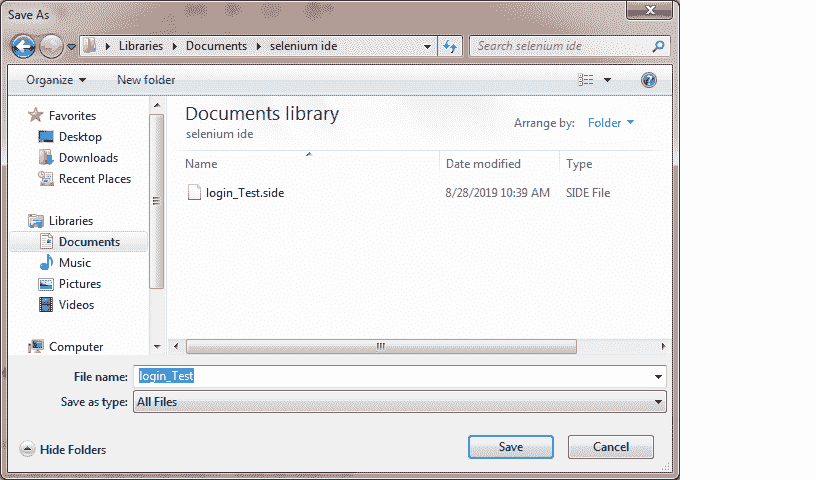 Save As
Libraries Documents selenium ide
Search selenium ide
Organize New folder
Documents library
selenium ide
Arrange by: Folder
Name Date modified Type
login_Test.side 8/28/2019 10:39 AM SIDE File
Favorites
Desktop
Downloads
Recent Places
Libraries
Documents
Music
Pictures
Videos
Computer
File name: login_Test
Save as type: All Files
Hide Folders
Save Cancel